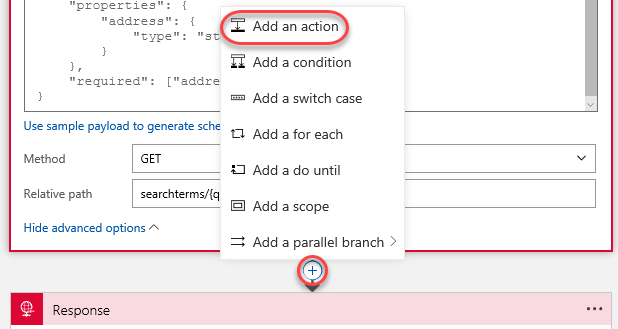 "properties": {
"address": {
"type": "st
}
},
"required": ["addre
}
Use sample payload to generate sche
Method
GET
Relative path
searchterms/{q
Hide advanced options
Add an action
Add a condition
Add a switch case
Add a for each
Add a do until
Add a scope
Add a parallel branch
Response